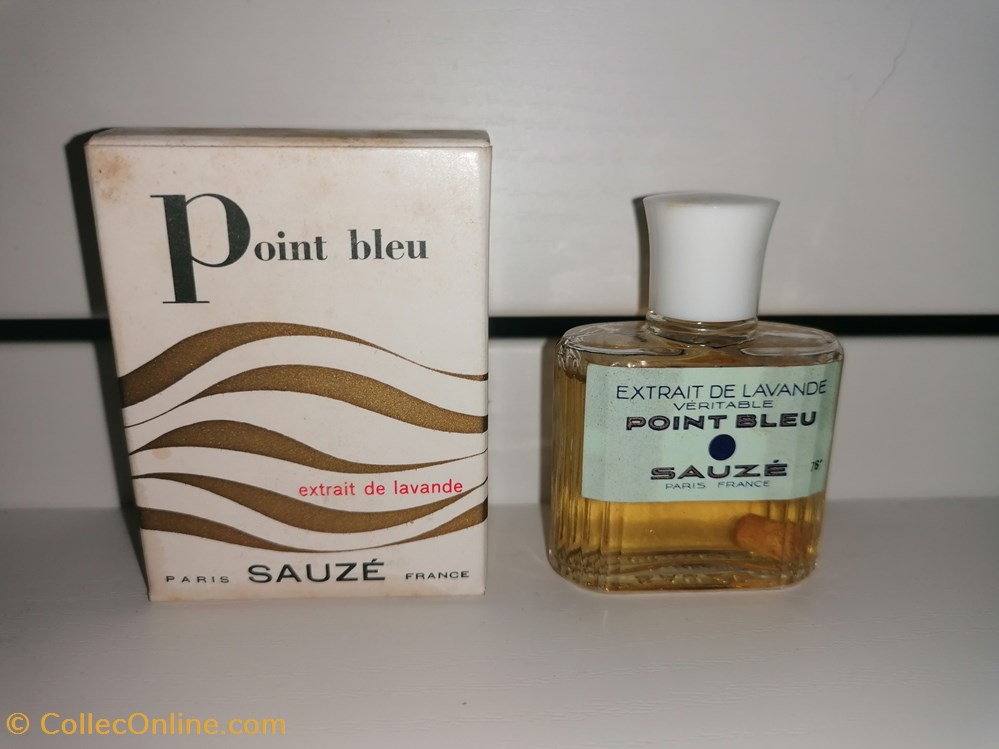 Point bleu
extrait de lavande
PARIS SAUZÉ FRANCE
EXTRAIT DE LAVANDE
VÉRITABLE
POINT BLEU
SAUZÉ
76°
PARIS FRANCE
© CollecOnline.com